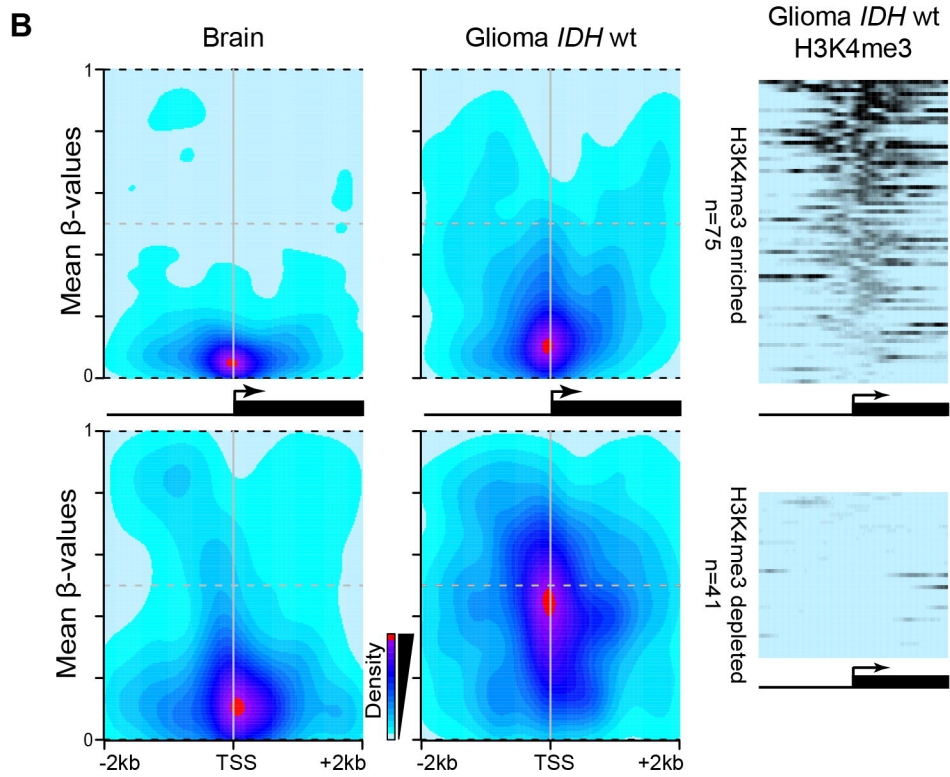 B
Brain
Glioma IDH wt
Glioma IDH wt
H3K4me3
Mean β-values
1
0
H3K4me3 enriched
n=75
Mean β-values
1
0
Density
H3K4me3 depleted
n=41
-2kb
TSS
+2kb
-2kb
TSS
+2kb